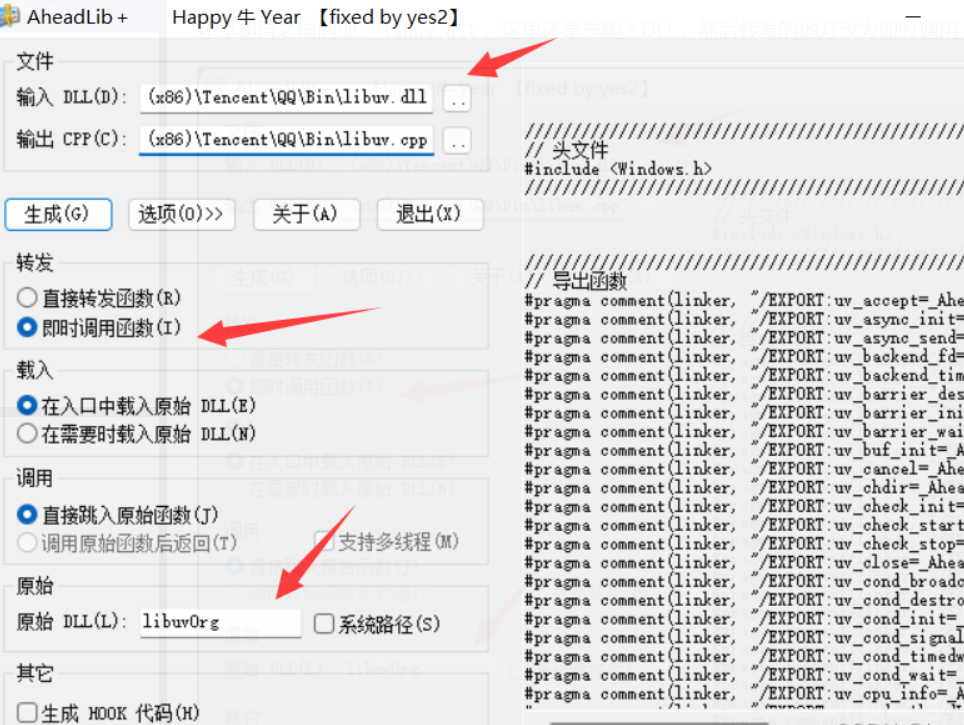 AheadLib + Happy 牛 Year 【fixed by yes2】
文件
输入 DLL(D): (x86)\Tencent\QQ\Bin\libuv.dll ..
输出 CPP(C): (x86)\Tencent\QQ\Bin\libuv.cpp ..
生成(G) 选项(O)>> 关于(A) 退出(X)
转发
直接转发函数(R)
即时调用函数(I)
载入
在入口中载入原始 DLL(E)
在需要时载入原始 DLL(N)
调用
直接跳入原始函数(J)
调用原始函数后返回(T) 支持多线程(M)
原始
原始 DLL(L): libuvOrg 系统路径(S)
其它
生成 HOOK 代码(H)
// 头文件
#include <Windows.h>
// 导出函数
#pragma comment(linker, "/EXPORT:uv_accept=_Ahe
#pragma comment(linker, "/EXPORT:uv_async_init=
#pragma comment(linker, "/EXPORT:uv_async_send=
#pragma comment(linker, "/EXPORT:uv_backend_fd=
#pragma comment(linker, "/EXPORT:uv_backend_tim
#pragma comment(linker, "/EXPORT:uv_barrier_des
#pragma comment(linker, "/EXPORT:uv_barrier_ini
#pragma comment(linker, "/EXPORT:uv_barrier_wai
#pragma comment(linker, "/EXPORT:uv_buf_init=_A
#pragma comment(linker, "/EXPORT:uv_cancel=_Ahe
#pragma comment(linker, "/EXPORT:uv_chdir=_Ahea
#pragma comment(linker, "/EXPORT:uv_check_init=
#pragma comment(linker, "/EXPORT:uv_check_start
#pragma comment(linker, "/EXPORT:uv_check_stop=
#pragma comment(linker, "/EXPORT:uv_close=_Ahea
#pragma comment(linker, "/EXPORT:uv_cond_broadc
#pragma comment(linker, "/EXPORT:uv_cond_destro
#pragma comment(linker, "/EXPORT:uv_cond_init=_
#pragma comment(linker, "/EXPORT:uv_cond_signal
#pragma comment(linker, "/EXPORT:uv_cond_timedw
#pragma comment(linker, "/EXPORT:uv_cond_wait=_
#pragma comment(linker, "/EXPORT:uv_cpu_info=_A